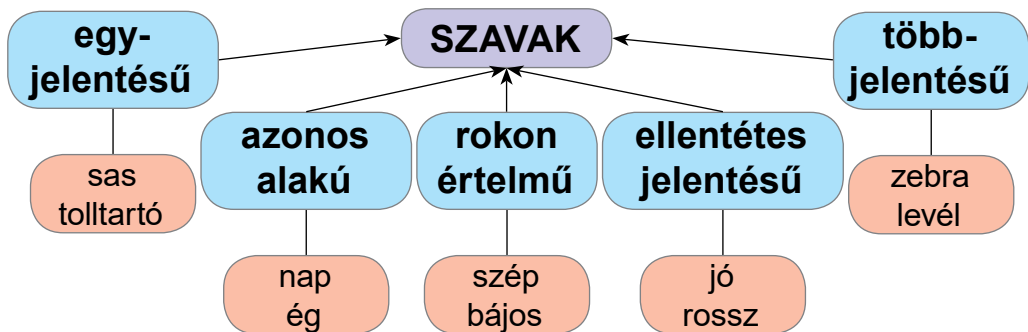 SZAVAK
egy-
jelentésű
sas
tolltartó
azonos
alakú
nap
ég
rokon
értelmű
szép
bájos
ellentétes
jelentésű
jó
rossz
több-
jelentésű
zebra
levél